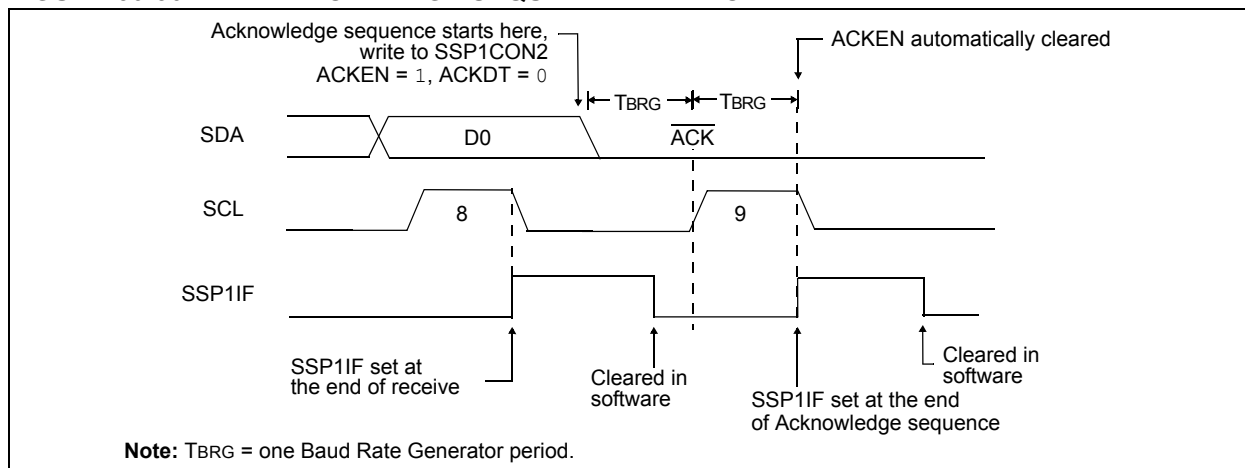 Acknowledge sequence starts here,
write to SSP1CON2
ACKEN = 1, ACKDT = 0
ACKEN automatically cleared
TBRG
TBRG
SDA
D0
ACK
SCL
8
9
SSP1IF
SSP1IF set at
the end of receive
Cleared in
software
SSP1IF set at the end
of Acknowledge sequence
Cleared in
software
Note: TBRG = one Baud Rate Generator period.